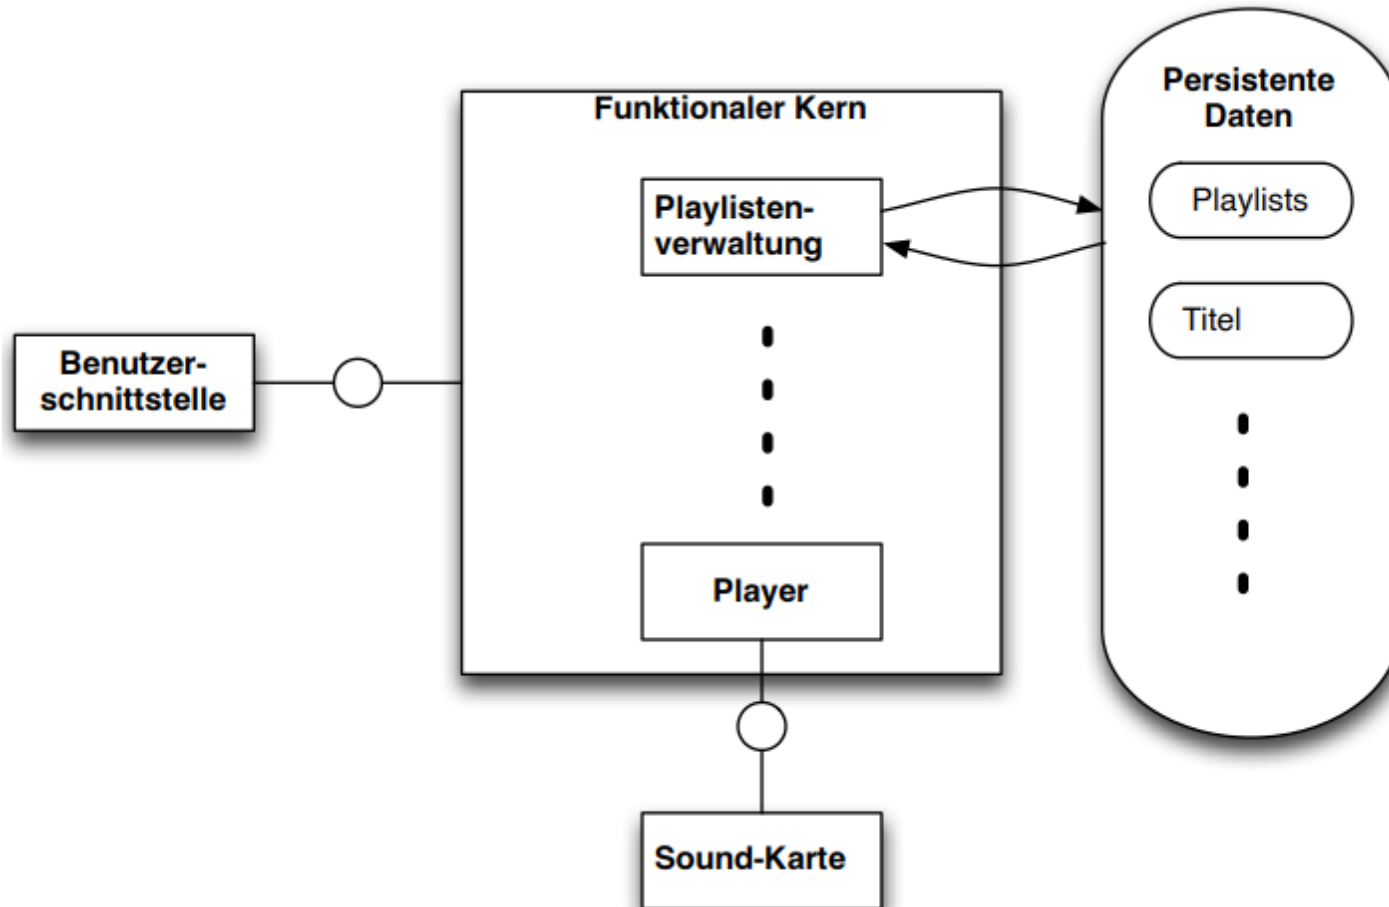 Funktionaler Kern
Playlisten-
verwaltung
Player
Persistente
Daten
Playlists
Titel
Benutzer-
schnittstelle
Sound-Karte